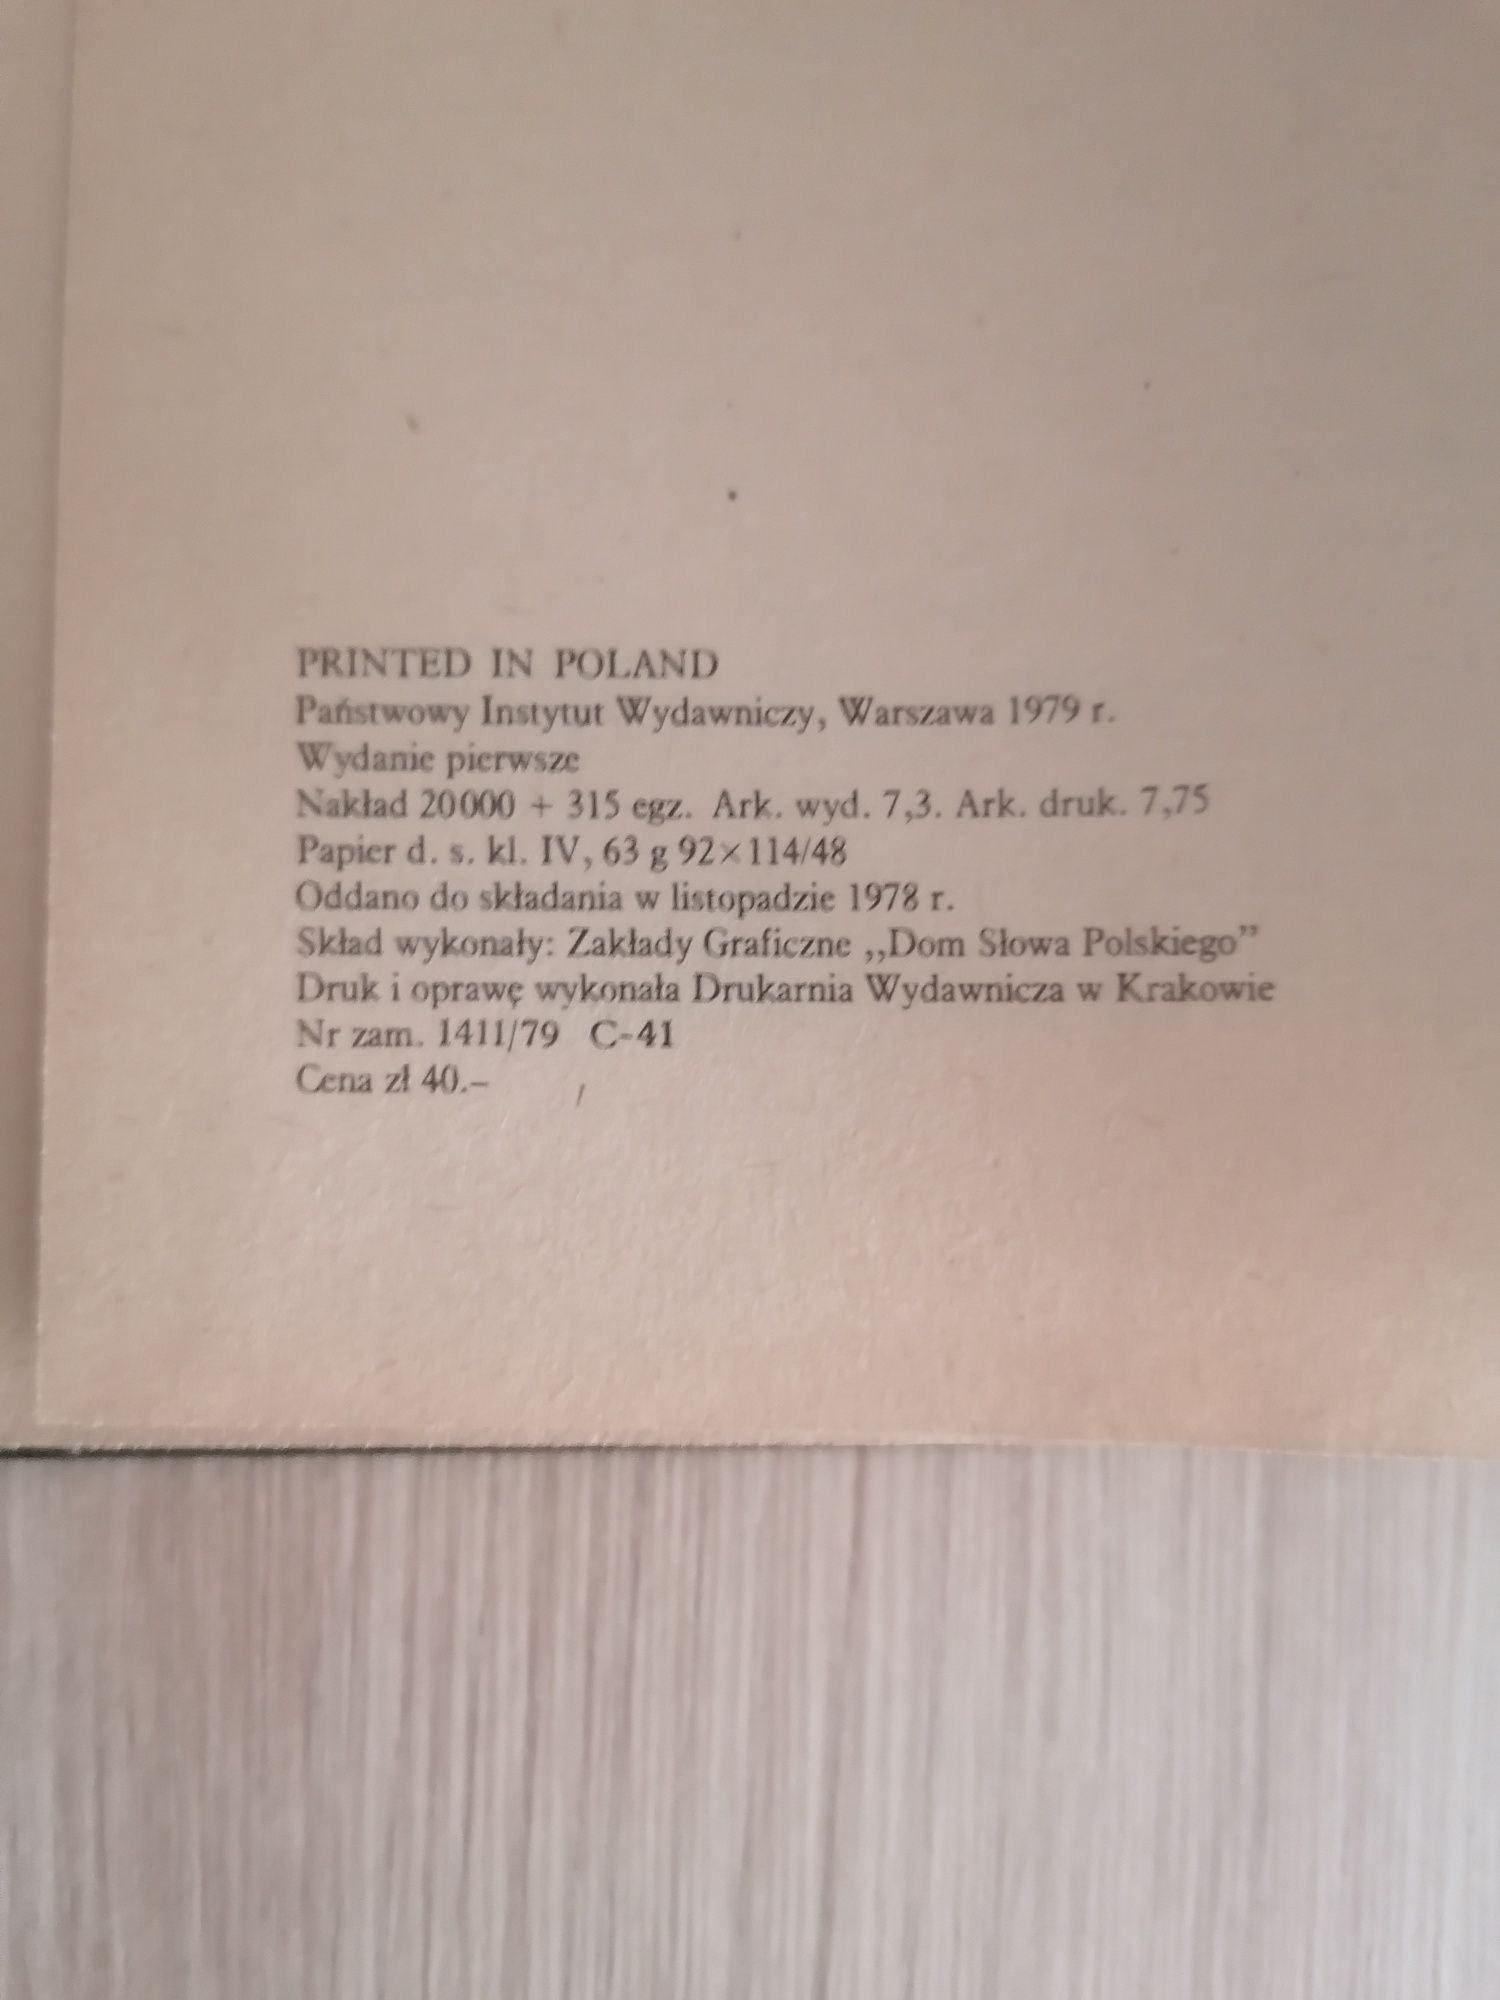 PRINTED IN POLAND
Państwowy Instytut Wydawniczy, Warszawa 1979 r.
Wydanie pierwsze
Nakład 20000 + 315 egz. Ark. wyd. 7,3. Ark. druk. 7,75
Papier d. s. kl. IV, 63 g 92×114/48
Oddano do składania w listopadzie 1978 r.
Skład wykonały: Zakłady Graficzne „Dom Słowa Polskiego”
Druk i oprawę wykonała Drukarnia Wydawnicza w Krakowie
Nr zam. 1411/79 C-41
Cena zł 40.–